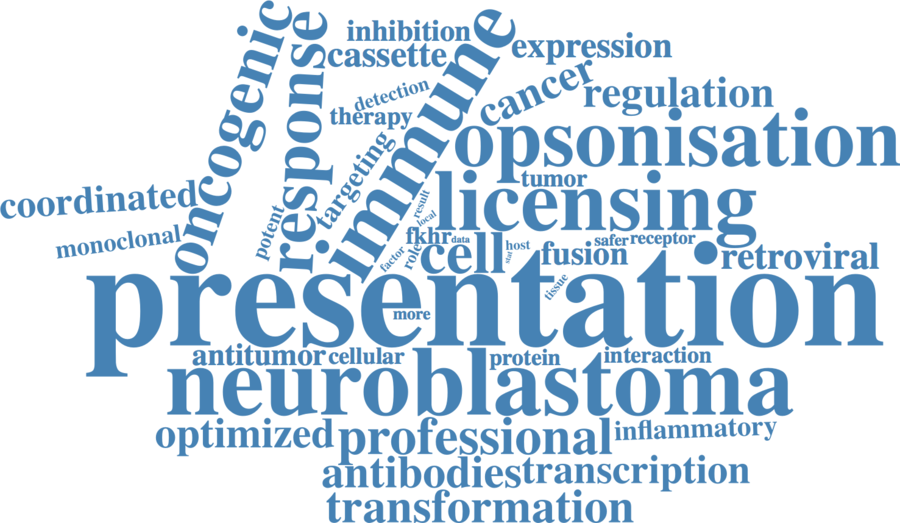 oncogenic
response
inhibition
cassette
immune
expression
detection
therapy
cancer
regulation
opsonisation
targeting
coordinated
monoclonal
potent
result
local
licensing
tumor
fkhr
data
factor
role
cell
host
stat
fusion
safer
receptor
retroviral
tissue
presentation
more
antitumor
cellular
protein
interaction
neuroblastoma
optimized
professional
inflammatory
antibodies
transcription
transformation